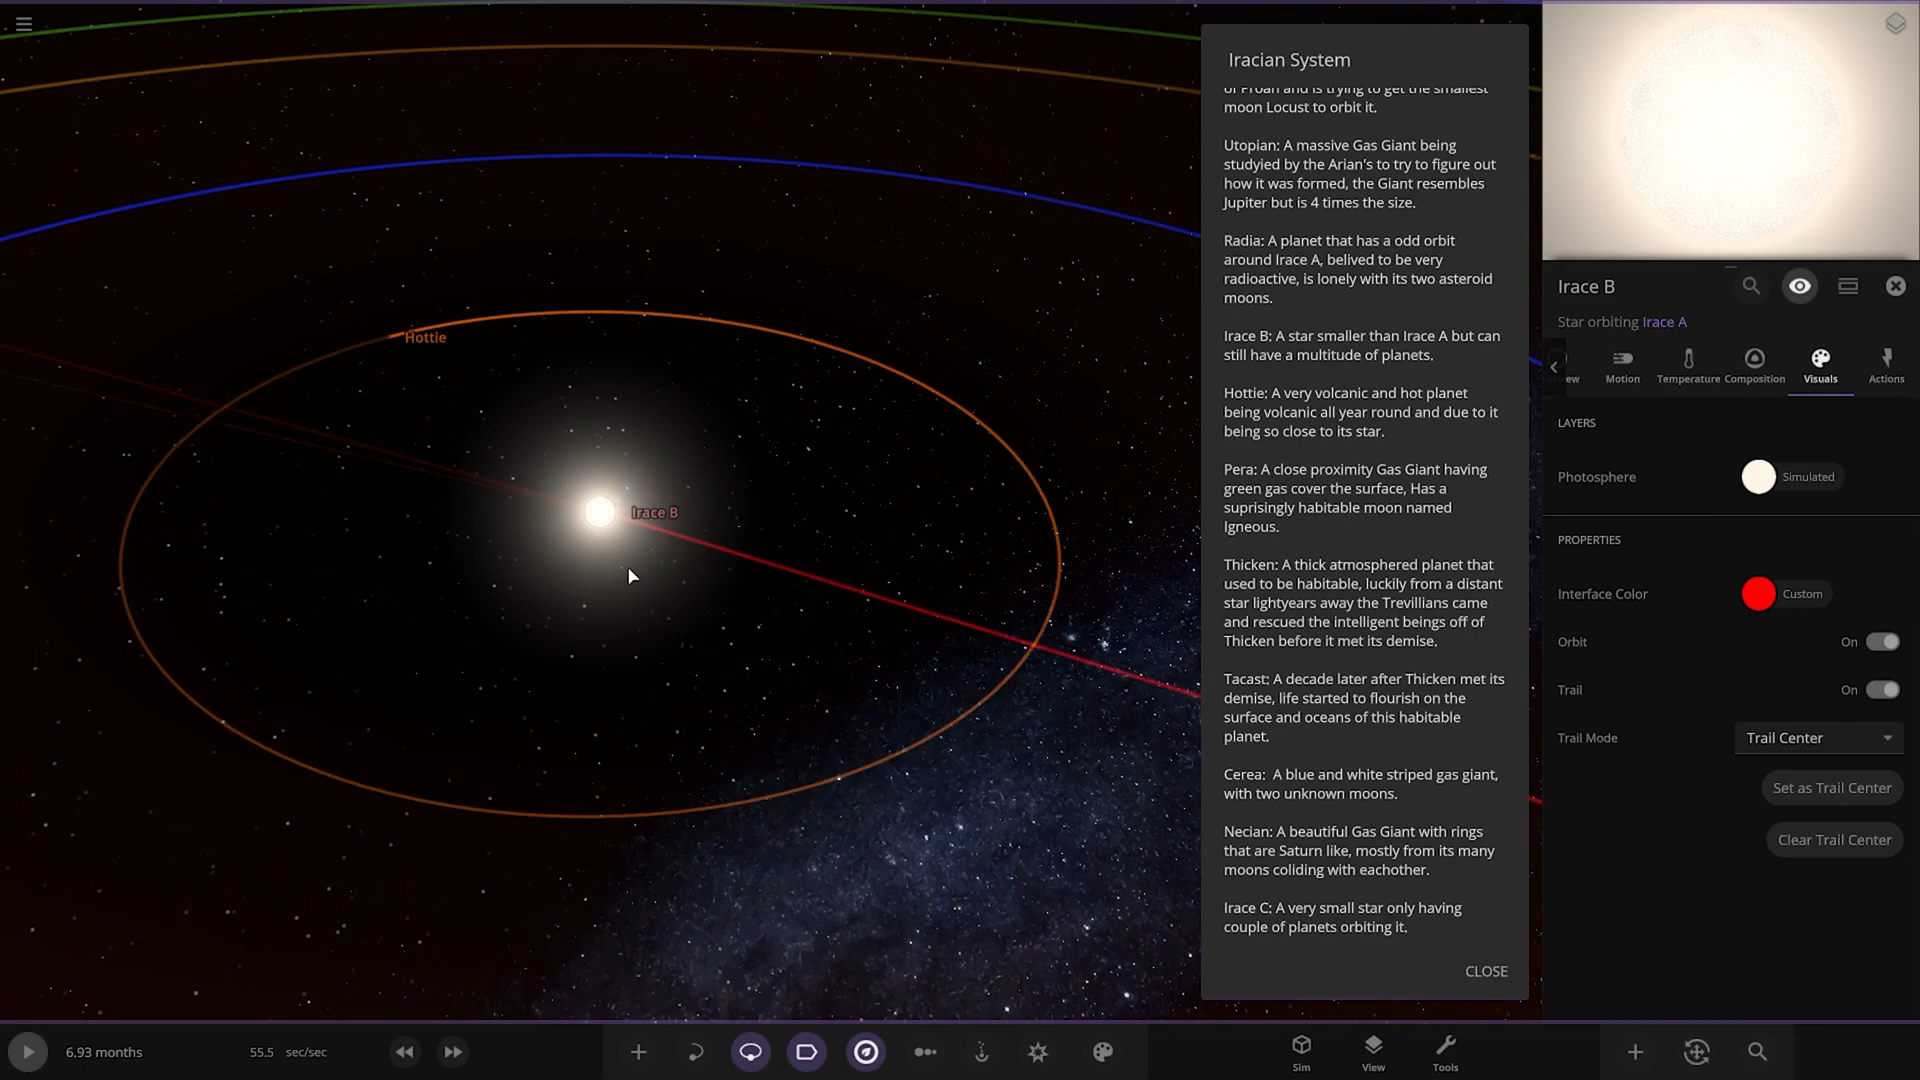 Hottie
Irace B
Iracian System
of Proan and is trying to get the smallest
moon Locust to orbit it.
Utopian: A massive Gas Giant being
studyied by the Arian's to try to figure out
how it was formed, the Giant resembles
Jupiter but is 4 times the size.
Radia: A planet that has a odd orbit
around Irace A, belived to be very
radioactive, is lonely with its two asteroid
moons.
Irace B: A star smaller than Irace A but can
still have a multitude of planets.
Hottie: A very volcanic and hot planet
being volcanic all year round and due to it
being so close to its star.
Pera: A close proximity Gas Giant having
green gas cover the surface, Has a
suprisingly habitable moon named
Igneous.
Thicken: A thick atmosphered planet that
used to be habitable, luckily from a distant
star lightyears away the Trevillians came
and rescued the intelligent beings off of
Thicken before it met its demise.
Tacast: A decade later after Thicken met its
demise, life started to flourish on the
surface and oceans of this habitable
planet.
Cerea:  A blue and white striped gas giant,
with two unknown moons.
Necian: A beautiful Gas Giant with rings
that are Saturn like, mostly from its many
moons coliding with eachother.
Irace C: A very small star only having
couple of planets orbiting it.
CLOSE
Irace B
Star orbiting Irace A
ew Motion Temperature Composition Visuals Actions
LAYERS
Photosphere Simulated
PROPERTIES
Interface Color Custom
Orbit On
Trail On
Trail Mode Trail Center
Set as Trail Center
Clear Trail Center
6.93 months 55.5 sec/sec
Sim View Tools